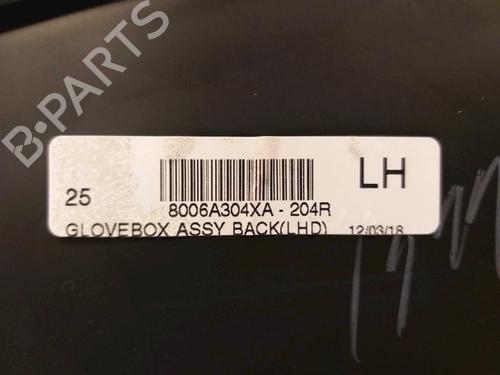 B-PARTS
LH
25
8006A304XA - 204R
GLOVEBOX ASSY BACK(LHD) 12/03/18